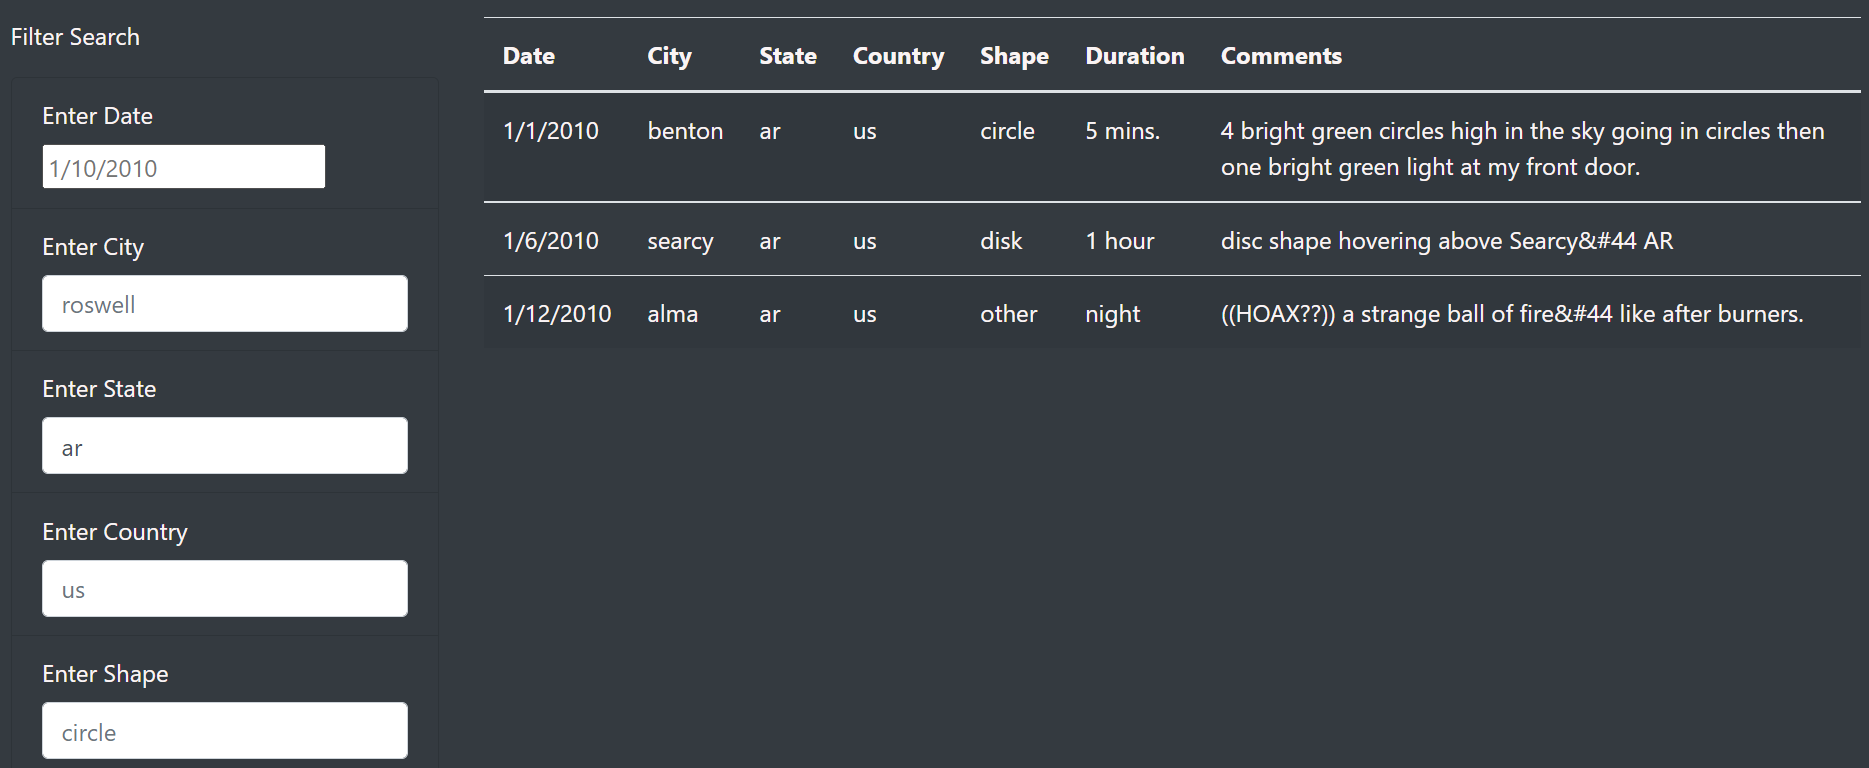 Filter Search
Enter Date
1/10/2010
Enter City
roswell
Enter State
ar
Enter Country
us
Enter Shape
circle
Date City State Country Shape Duration Comments
1/1/2010 benton ar us circle 5 mins. 4 bright green circles high in the sky going in circles then
one bright green light at my front door.
1/6/2010 searcy ar us disk 1 hour disc shape hovering above Searcy&#44 AR
1/12/2010 alma ar us other night ((HOAX??)) a strange ball of fire&#44 like after burners.